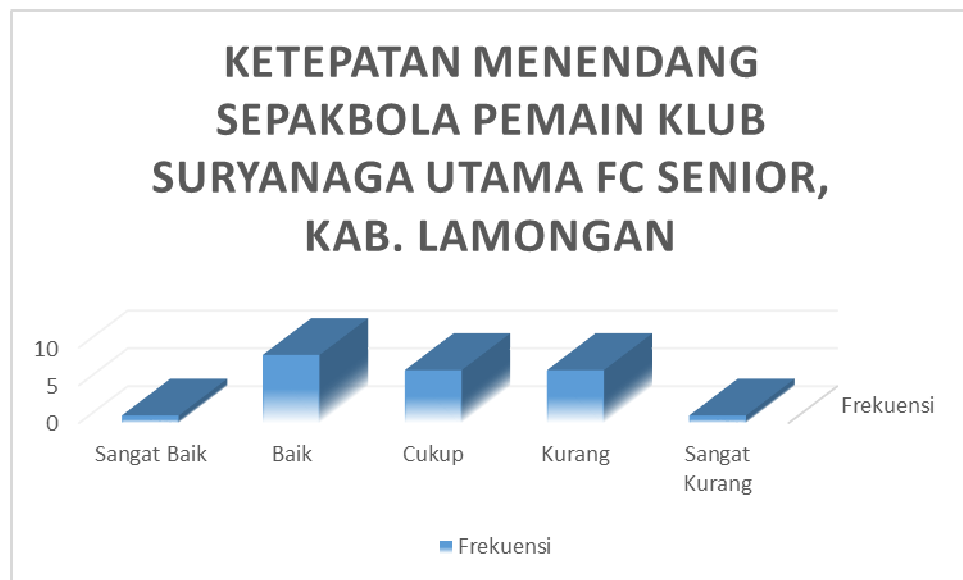 KETEPATAN MENENDANG
SEPAKBOLA PEMAIN KLUB
SURYANAGA UTAMA FC SENIOR,
KAB. LAMONGAN
10
5
0
Sangat Baik
Baik
Cukup
Kurang
Sangat
Kurang
Frekuensi
Frekuensi